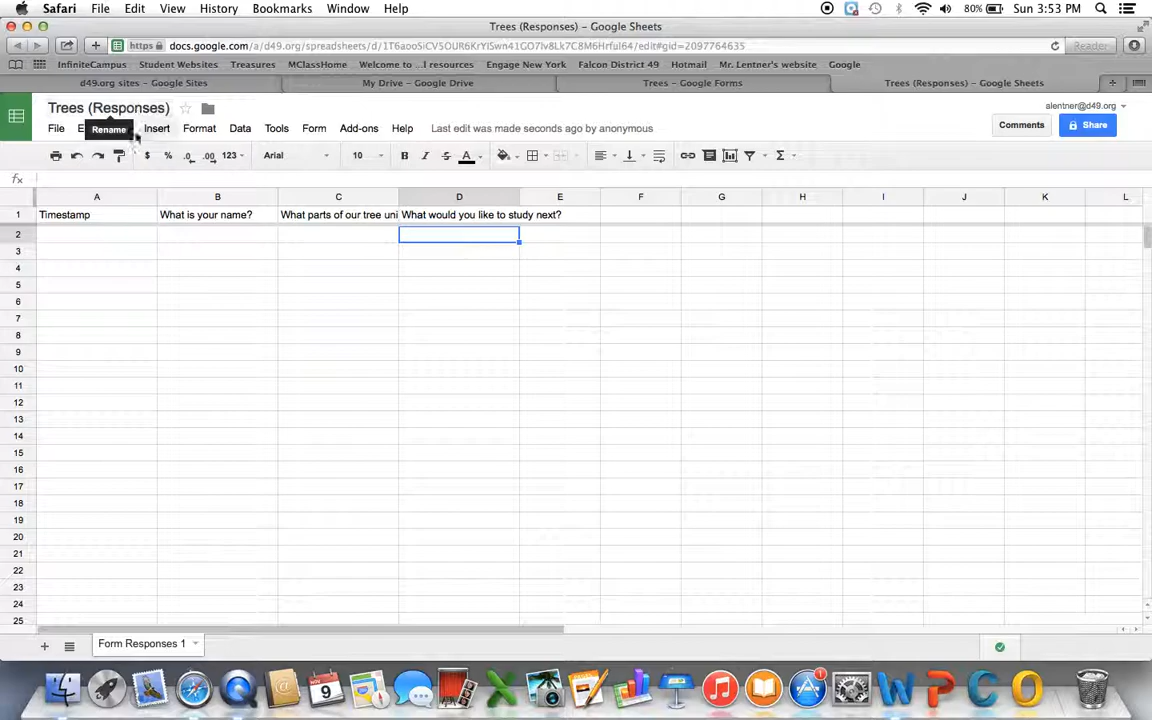 Safari File Edit View History Bookmarks Window Help 80% Sun 3:53 PM
Trees (Responses) – Google Sheets
https docs.google.com/a/d49.org/spreadsheets/d/ Reader
InfiniteCampus Student Websites Treasures MClassHome Welcome to ...l resources Engage New York Falcon District 49 Hotmail Mr. Lentner's website Google
d49.org sites – Google Sites My Drive – Google Drive Trees – Google Forms Trees (Responses) – Google Sheets
Trees (Responses) alentner@d49.org
File E Insert Format Data Tools Form Add-ons Help Last edit was made seconds ago by anonymous Comments Share
Rename
$ % .0 .00 123 Arial 10 B I S A Σ
fx
A B C D E F G H I J K L
1 Timestamp What is your name? What parts of our tree uni What would you like to study next?
2
3
4
5
6
7
8
9
10
11
12
13
14
15
16
17
18
19
20
21
22
23
24
25
Form Responses 1
9 1